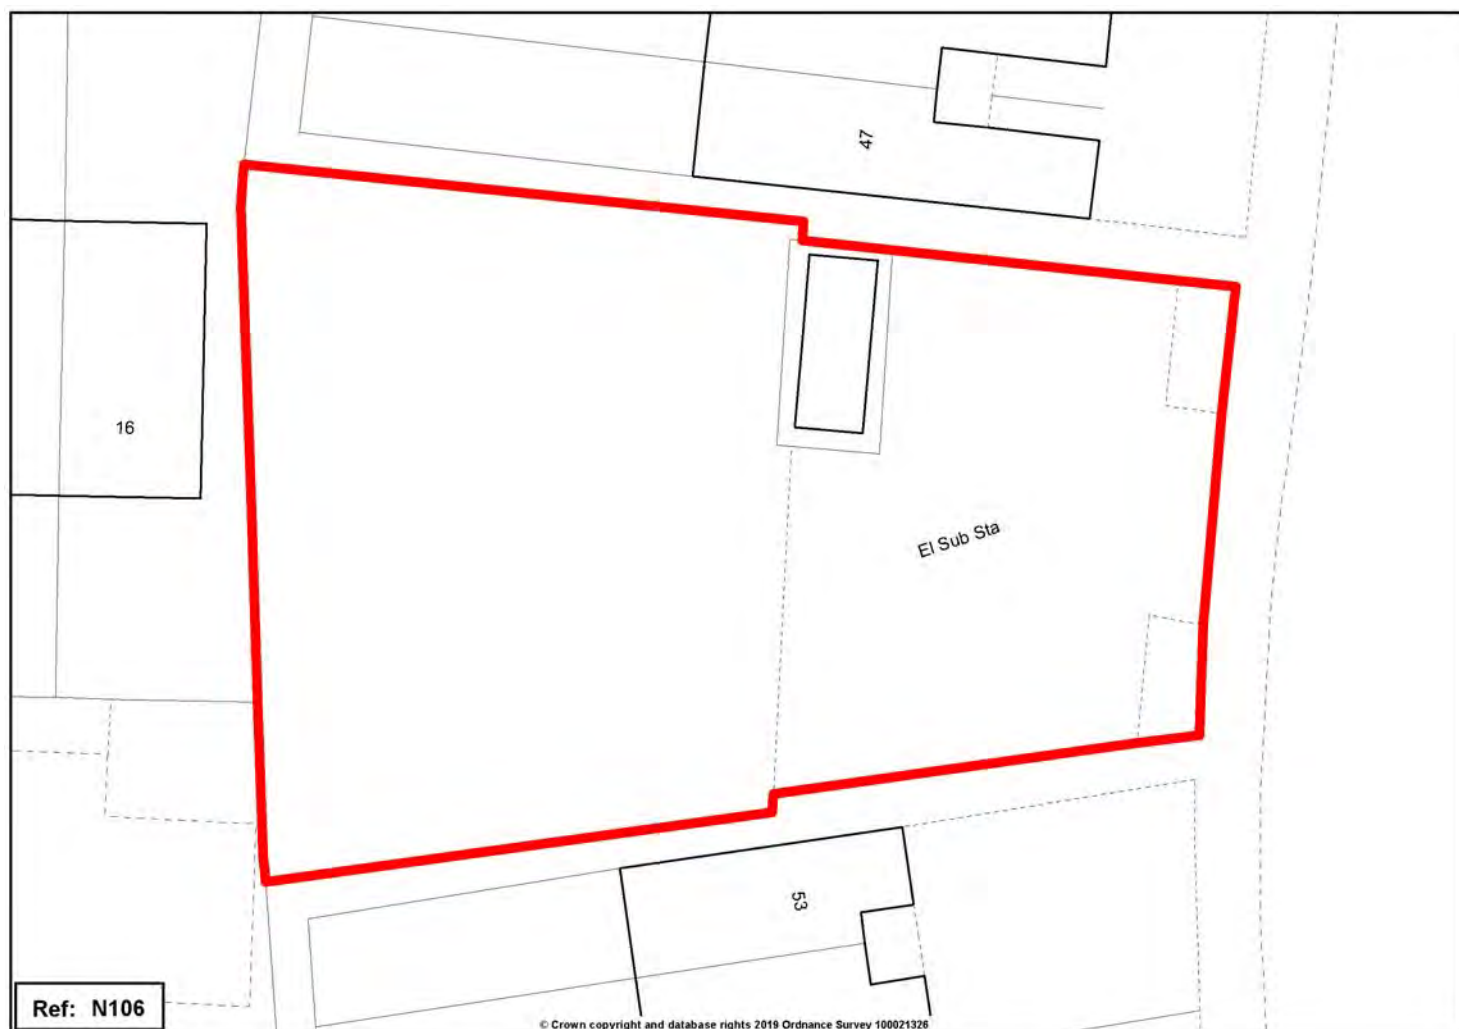 47
16
El Sub Sta
53
Ref: N106
© Crown copyright and database rights 2019 Ordnance Survey 100021326